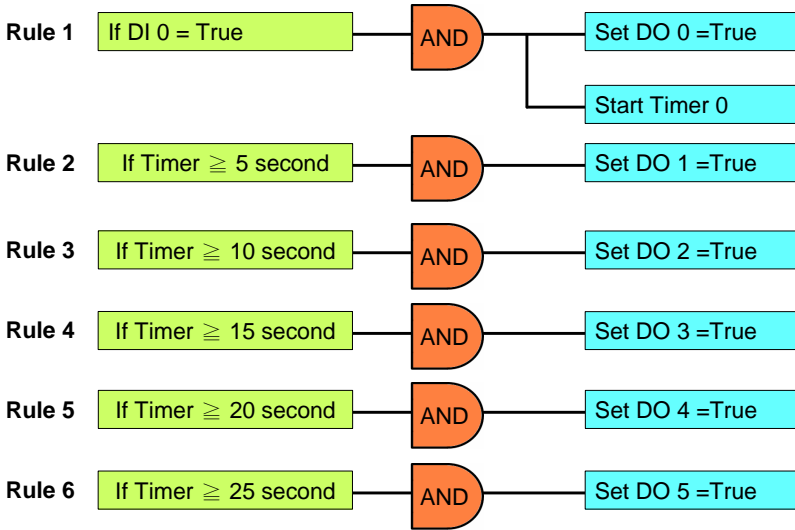 Rule 1
If DI 0 = True
AND
Set DO 0 =True
Start Timer 0
Rule 2
If Timer ≧ 5 second
AND
Set DO 1 =True
Rule 3
If Timer ≧ 10 second
AND
Set DO 2 =True
Rule 4
If Timer ≧ 15 second
AND
Set DO 3 =True
Rule 5
If Timer ≧ 20 second
AND
Set DO 4 =True
Rule 6
If Timer ≧ 25 second
AND
Set DO 5 =True